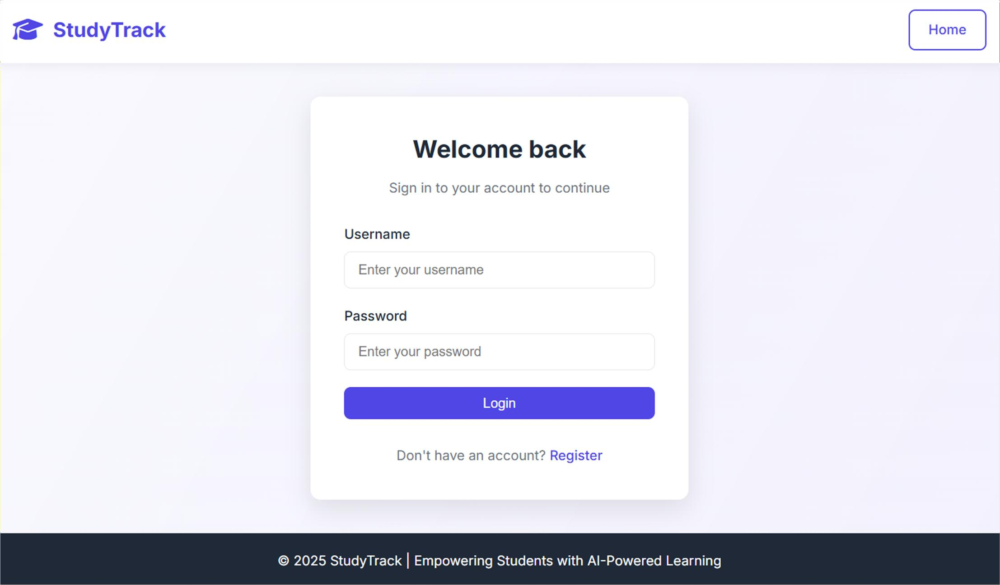 StudyTrack
Home
Welcome back
Sign in to your account to continue
Username
Enter your username
Password
Enter your password
Login
Don't have an account? Register
© 2025 StudyTrack | Empowering Students with AI-Powered Learning